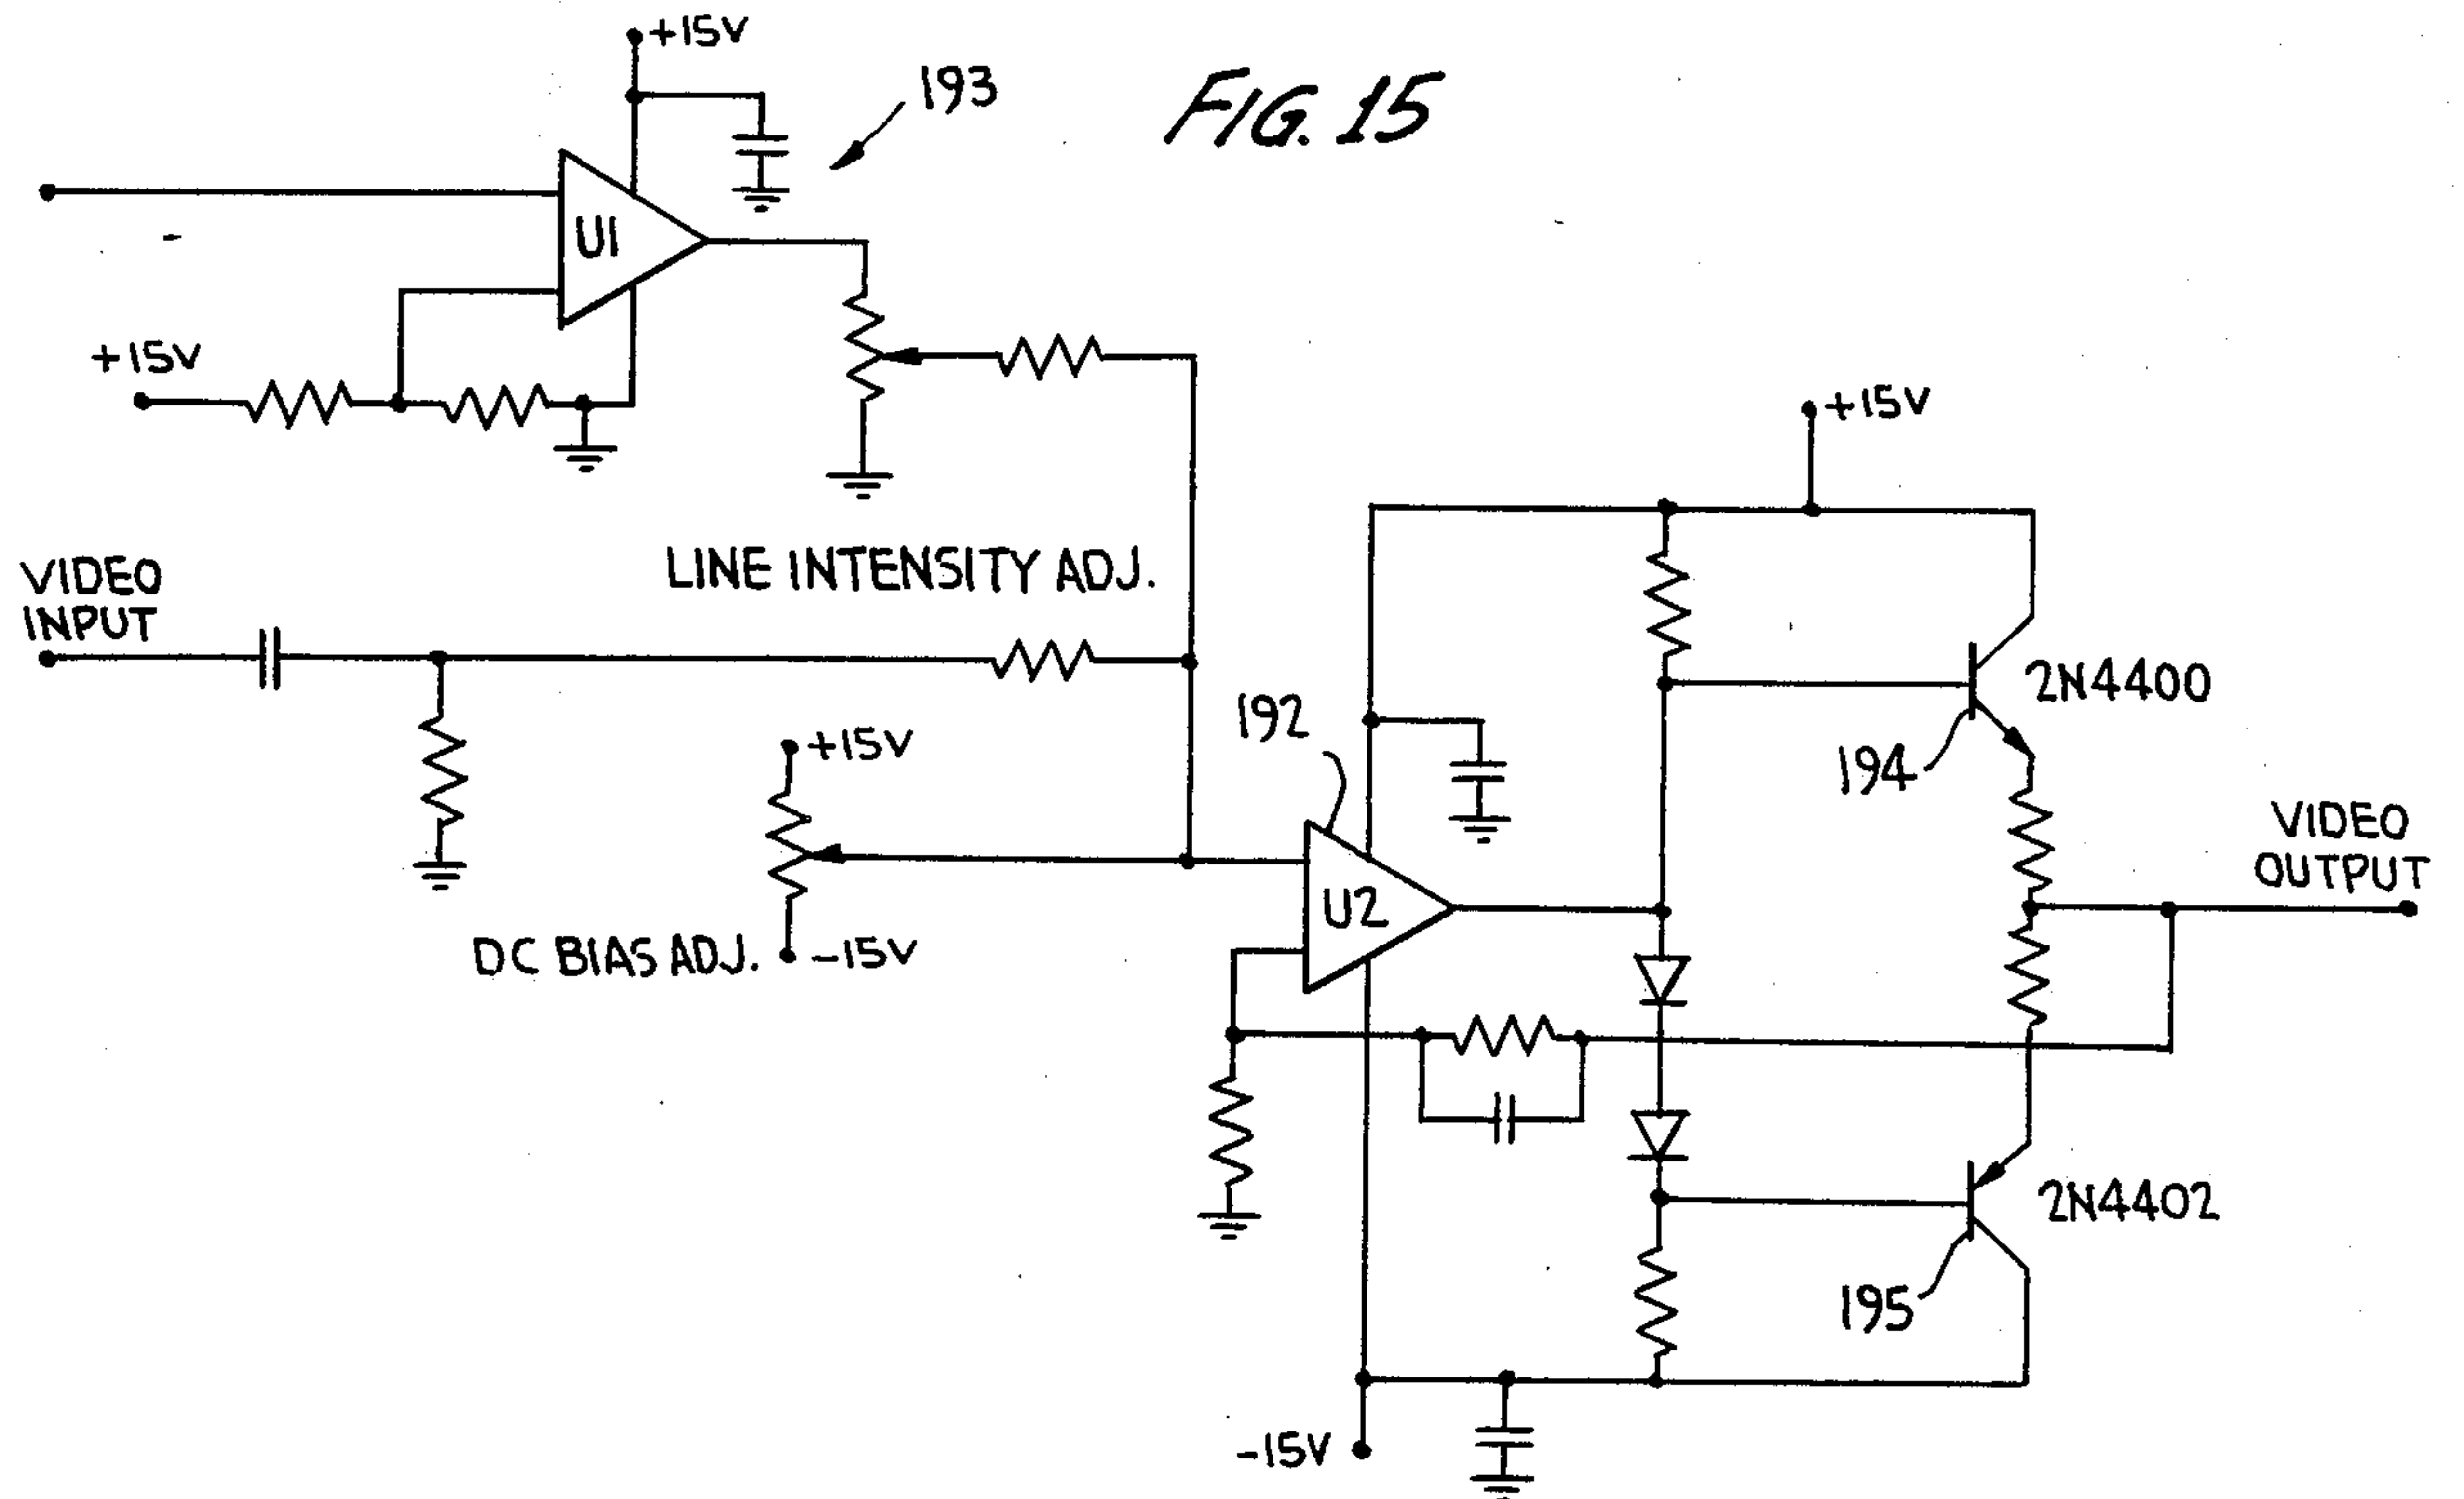 +15V
193
FIG. 15
U1
+15V
+15V
LINE INTENSITY ADJ.
VIDEO
INPUT
2N4400
192
+15V
194
VIDEO
OUTPUT
U2
DC BIAS ADJ.
-15V
2N4402
195
-15V